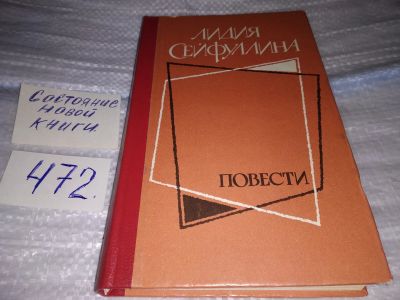 ЛИДИЯ
СЕЙФУЛЛИНА
ПОВЕСТИ
Состояние
новой
книги.
472.